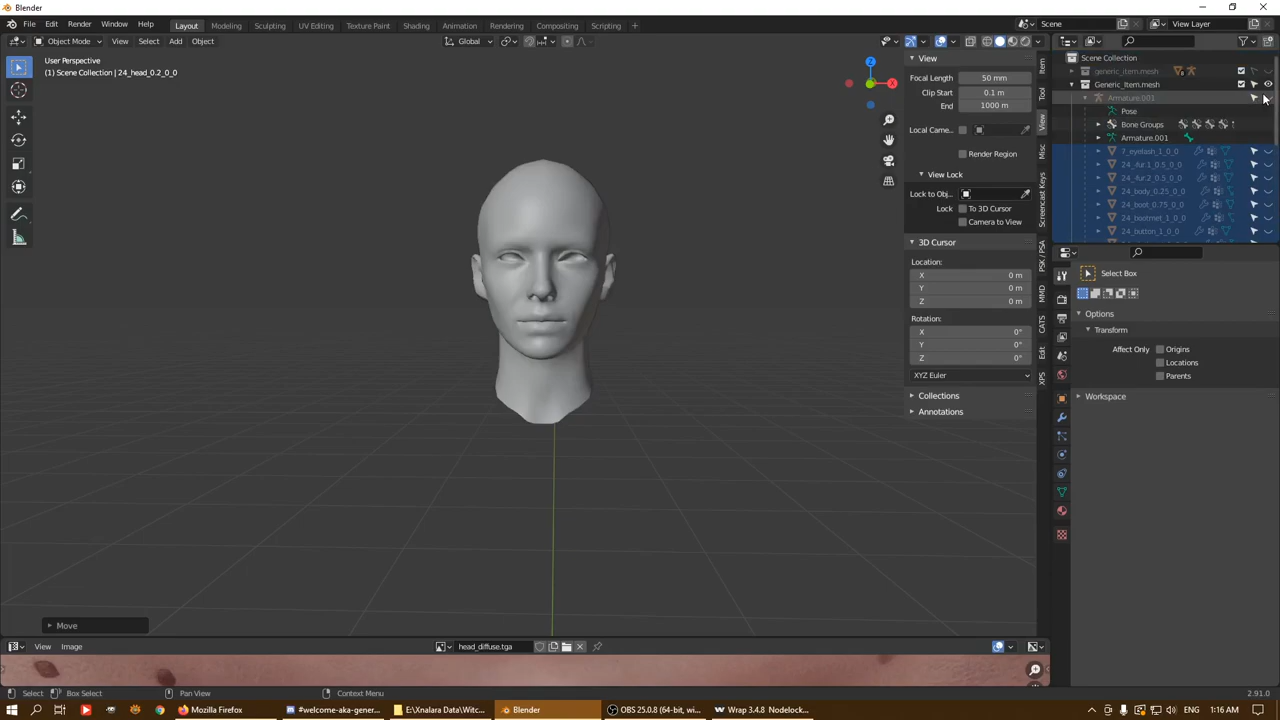 Blender
File Edit Render Window Help Layout Modeling Sculpting UV Editing Texture Paint Shading Animation Rendering Compositing Scripting + Scene View Layer
Object Mode View Select Add Object Global
User Perspective
(1) Scene Collection | 24_head_0.2_0_0
X
Z
View
Focal Length 50 mm
Clip Start 0.1 m
End 1000 m
Local Came...
Render Region
View Lock
Lock to Obj...
Lock To 3D Cursor
Camera to View
3D Cursor
Location:
X 0 m
Y 0 m
Z 0 m
Rotation:
X 0°
Y 0°
Z 0°
XYZ Euler
Collections
Annotations
Item
Tool
View
Misc
Screencast Keys
PSK / PSA
MMD
CATS
Edit
XPS
Scene Collection
generic_item.mesh
Generic_Item.mesh
Armature.001
Pose
Bone Groups
Armature.001
7_eyelash_1_0_0
24_-fur.1_0.5_0_0
24_-fur.2_0.5_0_0
24_body_0.25_0_0
24_boot_0.75_0_0
24_bootmet_1_0_0
24_button_1_0_0
Select Box
Options
Transform
Affect Only Origins
Locations
Parents
Workspace
Move
View Image head_diffuse.tga
Select Box Select Pan View Context Menu 2.91.0
Mozilla Firefox #welcome-aka-gener... E:\Xnalara Data\Witc... Blender OBS 25.0.8 (64-bit, wi... Wrap 3.4.8 Nodelock... ENG 1:16 AM